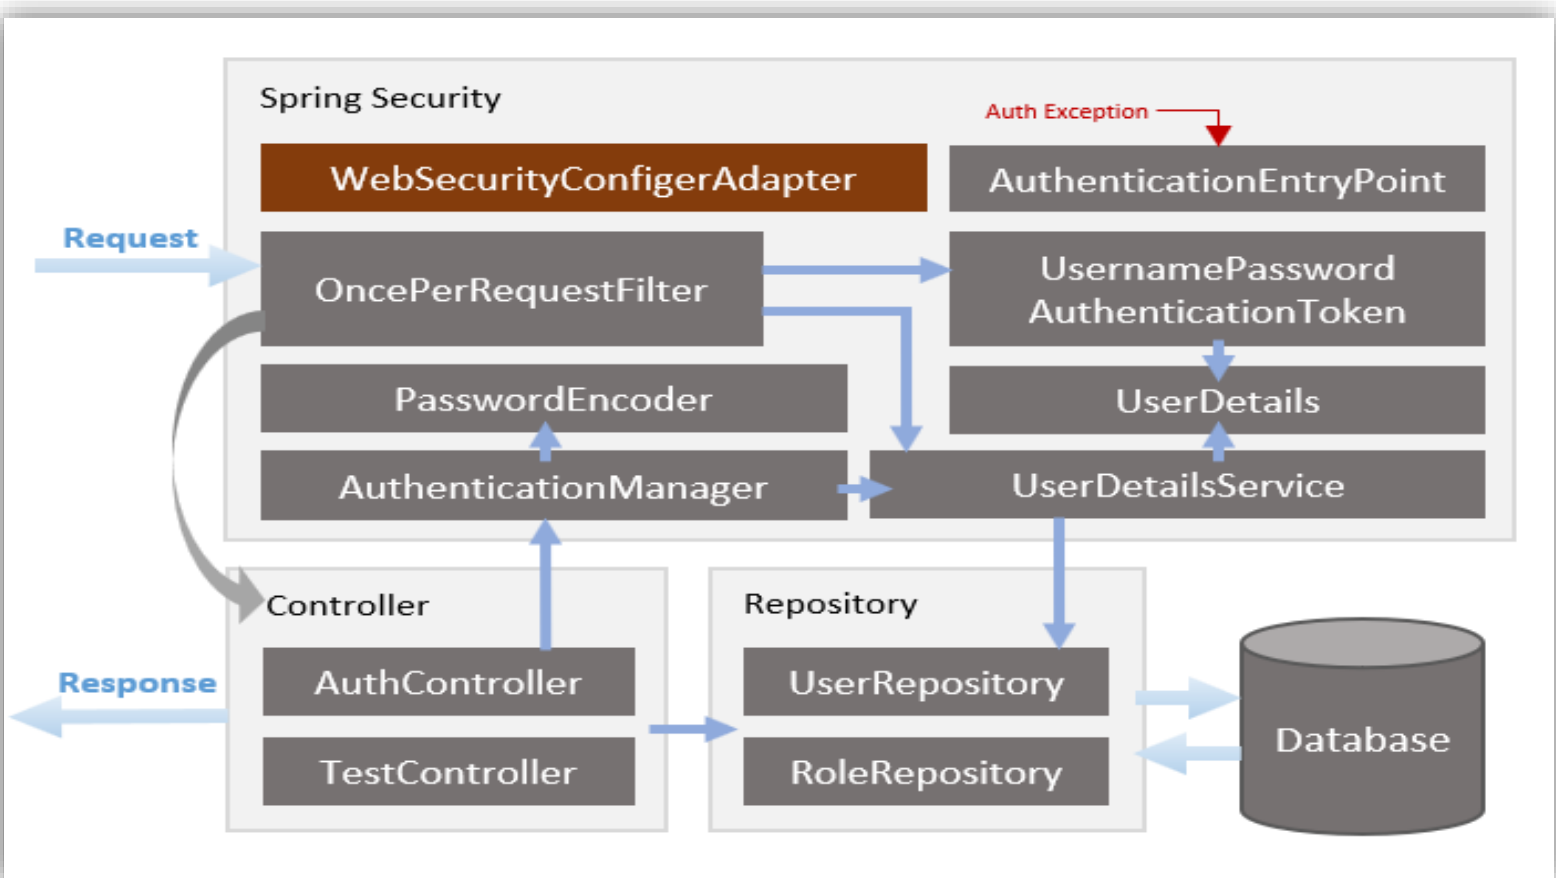 Spring Security
Auth Exception
WebSecurityConfigerAdapter
AuthenticationEntryPoint
Request
OncePerRequestFilter
UsernamePassword
AuthenticationToken
PasswordEncoder
UserDetails
AuthenticationManager
UserDetailsService
Controller
Repository
Response
AuthController
UserRepository
TestController
RoleRepository
Database